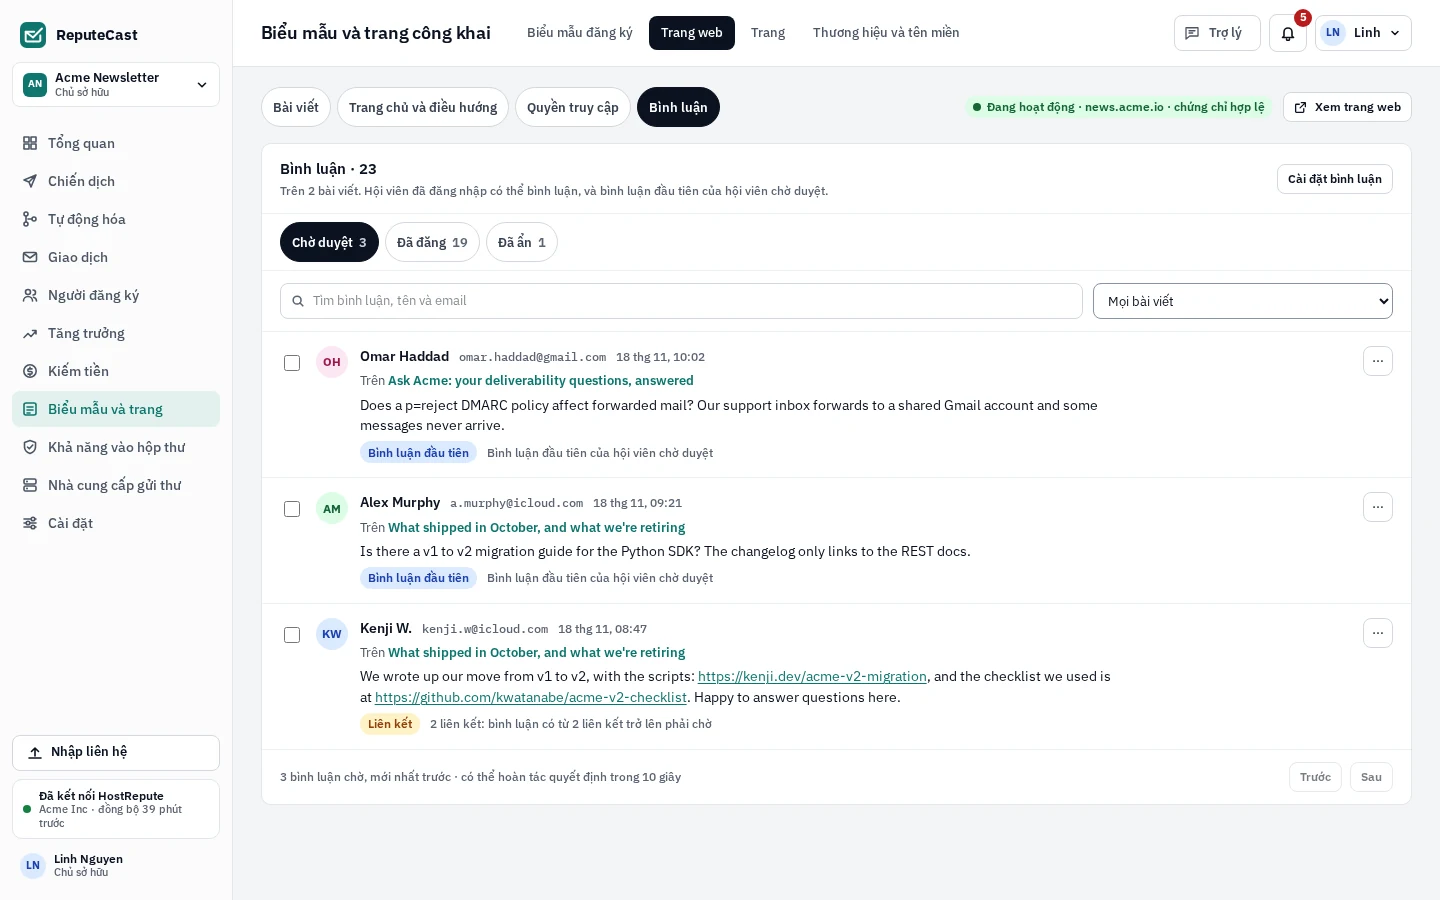 ReputeCast
AN
Acme Newsletter
Chủ sở hữu
Tổng quan
Chiến dịch
Tự động hóa
Giao dịch
Người đăng ký
Tăng trưởng
Kiếm tiền
Biểu mẫu và trang
Khả năng vào hộp thư
Nhà cung cấp gửi thư
Cài đặt
Nhập liên hệ
Đã kết nối HostRepute
Acme Inc · đồng bộ 39 phút
trước
LN
Linh Nguyen
Chủ sở hữu
Biểu mẫu và trang công khai
Biểu mẫu đăng ký
Trang web
Trang
Thương hiệu và tên miền
Trợ lý
5
LN
Linh
Bài viết
Trang chủ và điều hướng
Quyền truy cập
Bình luận
Đang hoạt động · news.acme.io · chứng chỉ hợp lệ
Xem trang web
Bình luận · 23
Trên 2 bài viết. Hội viên đã đăng nhập có thể bình luận, và bình luận đầu tiên của hội viên chờ duyệt.
Cài đặt bình luận
Chờ duyệt 3
Đã đăng 19
Đã ẩn 1
Tìm bình luận, tên và email
Mọi bài viết
OH
Omar Haddad omar.haddad@gmail.com 18 thg 11, 10:02
Trên Ask Acme: your deliverability questions, answered
Does a p=reject DMARC policy affect forwarded mail? Our support inbox forwards to a shared Gmail account and some
messages never arrive.
Bình luận đầu tiên Bình luận đầu tiên của hội viên chờ duyệt
AM
Alex Murphy a.murphy@icloud.com 18 thg 11, 09:21
Trên What shipped in October, and what we're retiring
Is there a v1 to v2 migration guide for the Python SDK? The changelog only links to the REST docs.
Bình luận đầu tiên Bình luận đầu tiên của hội viên chờ duyệt
KW
Kenji W. kenji.w@icloud.com 18 thg 11, 08:47
Trên What shipped in October, and what we're retiring
We wrote up our move from v1 to v2, with the scripts: https://kenji.dev/acme-v2-migration, and the checklist we used is
at https://github.com/kwatanabe/acme-v2-checklist. Happy to answer questions here.
Liên kết 2 liên kết: bình luận có từ 2 liên kết trở lên phải chờ
3 bình luận chờ, mới nhất trước · có thể hoàn tác quyết định trong 10 giây
Trước
Sau